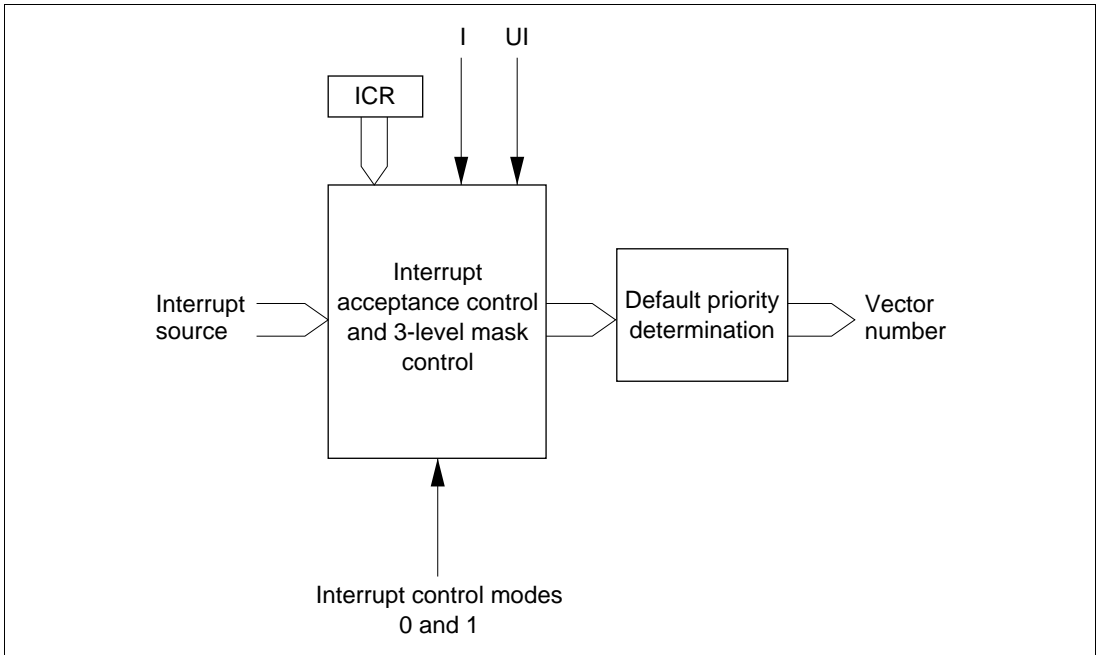 I
UI
ICR
Interrupt
acceptance control
and 3-level mask
control
Interrupt
source
Default priority
determination
Vector
number
Interrupt control modes
0 and 1